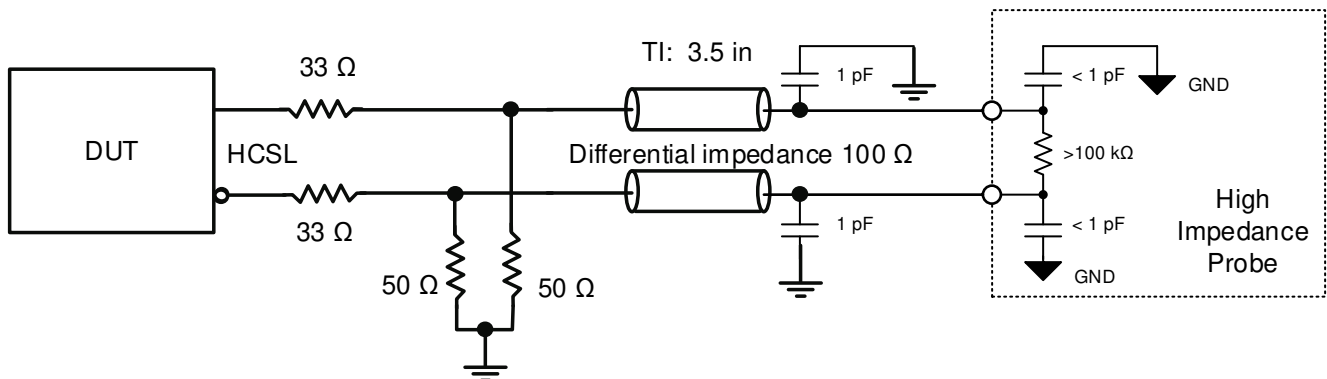 TI: 3.5 in
33 Ω
1 pF
< 1 pF
GND
DUT
HCSL
Differential impedance 100 Ω
>100 kΩ
33 Ω
1 pF
< 1 pF
High
Impedance
Probe
50 Ω
50 Ω
GND